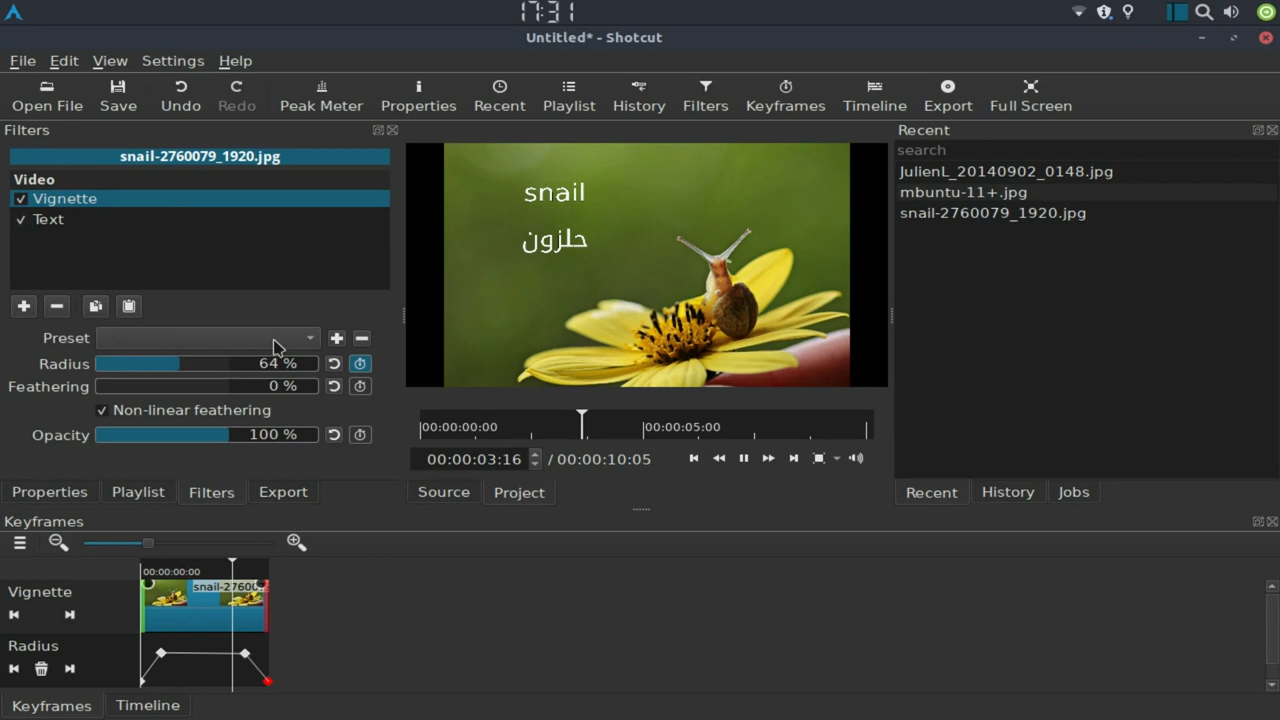 17:31
Untitled* - Shotcut
File Edit View Settings Help
Open File Save Undo Redo Peak Meter Properties Recent Playlist History Filters Keyframes Timeline Export Full Screen
Filters
snail-2760079_1920.jpg
Video
Vignette
Text
Preset
Radius 64 %
Feathering 0 %
Non-linear feathering
Opacity 100 %
Properties Playlist Filters Export
snail
حلزون
00:00:00:00 00:00:05:00
00:00:03:16 / 00:00:10:05
Source Project
Recent
search
JulienL_20140902_0148.jpg
mbuntu-11+.jpg
snail-2760079_1920.jpg
Recent History Jobs
Keyframes
00:00:00:00
Vignette
snail-2760
Radius
Keyframes Timeline